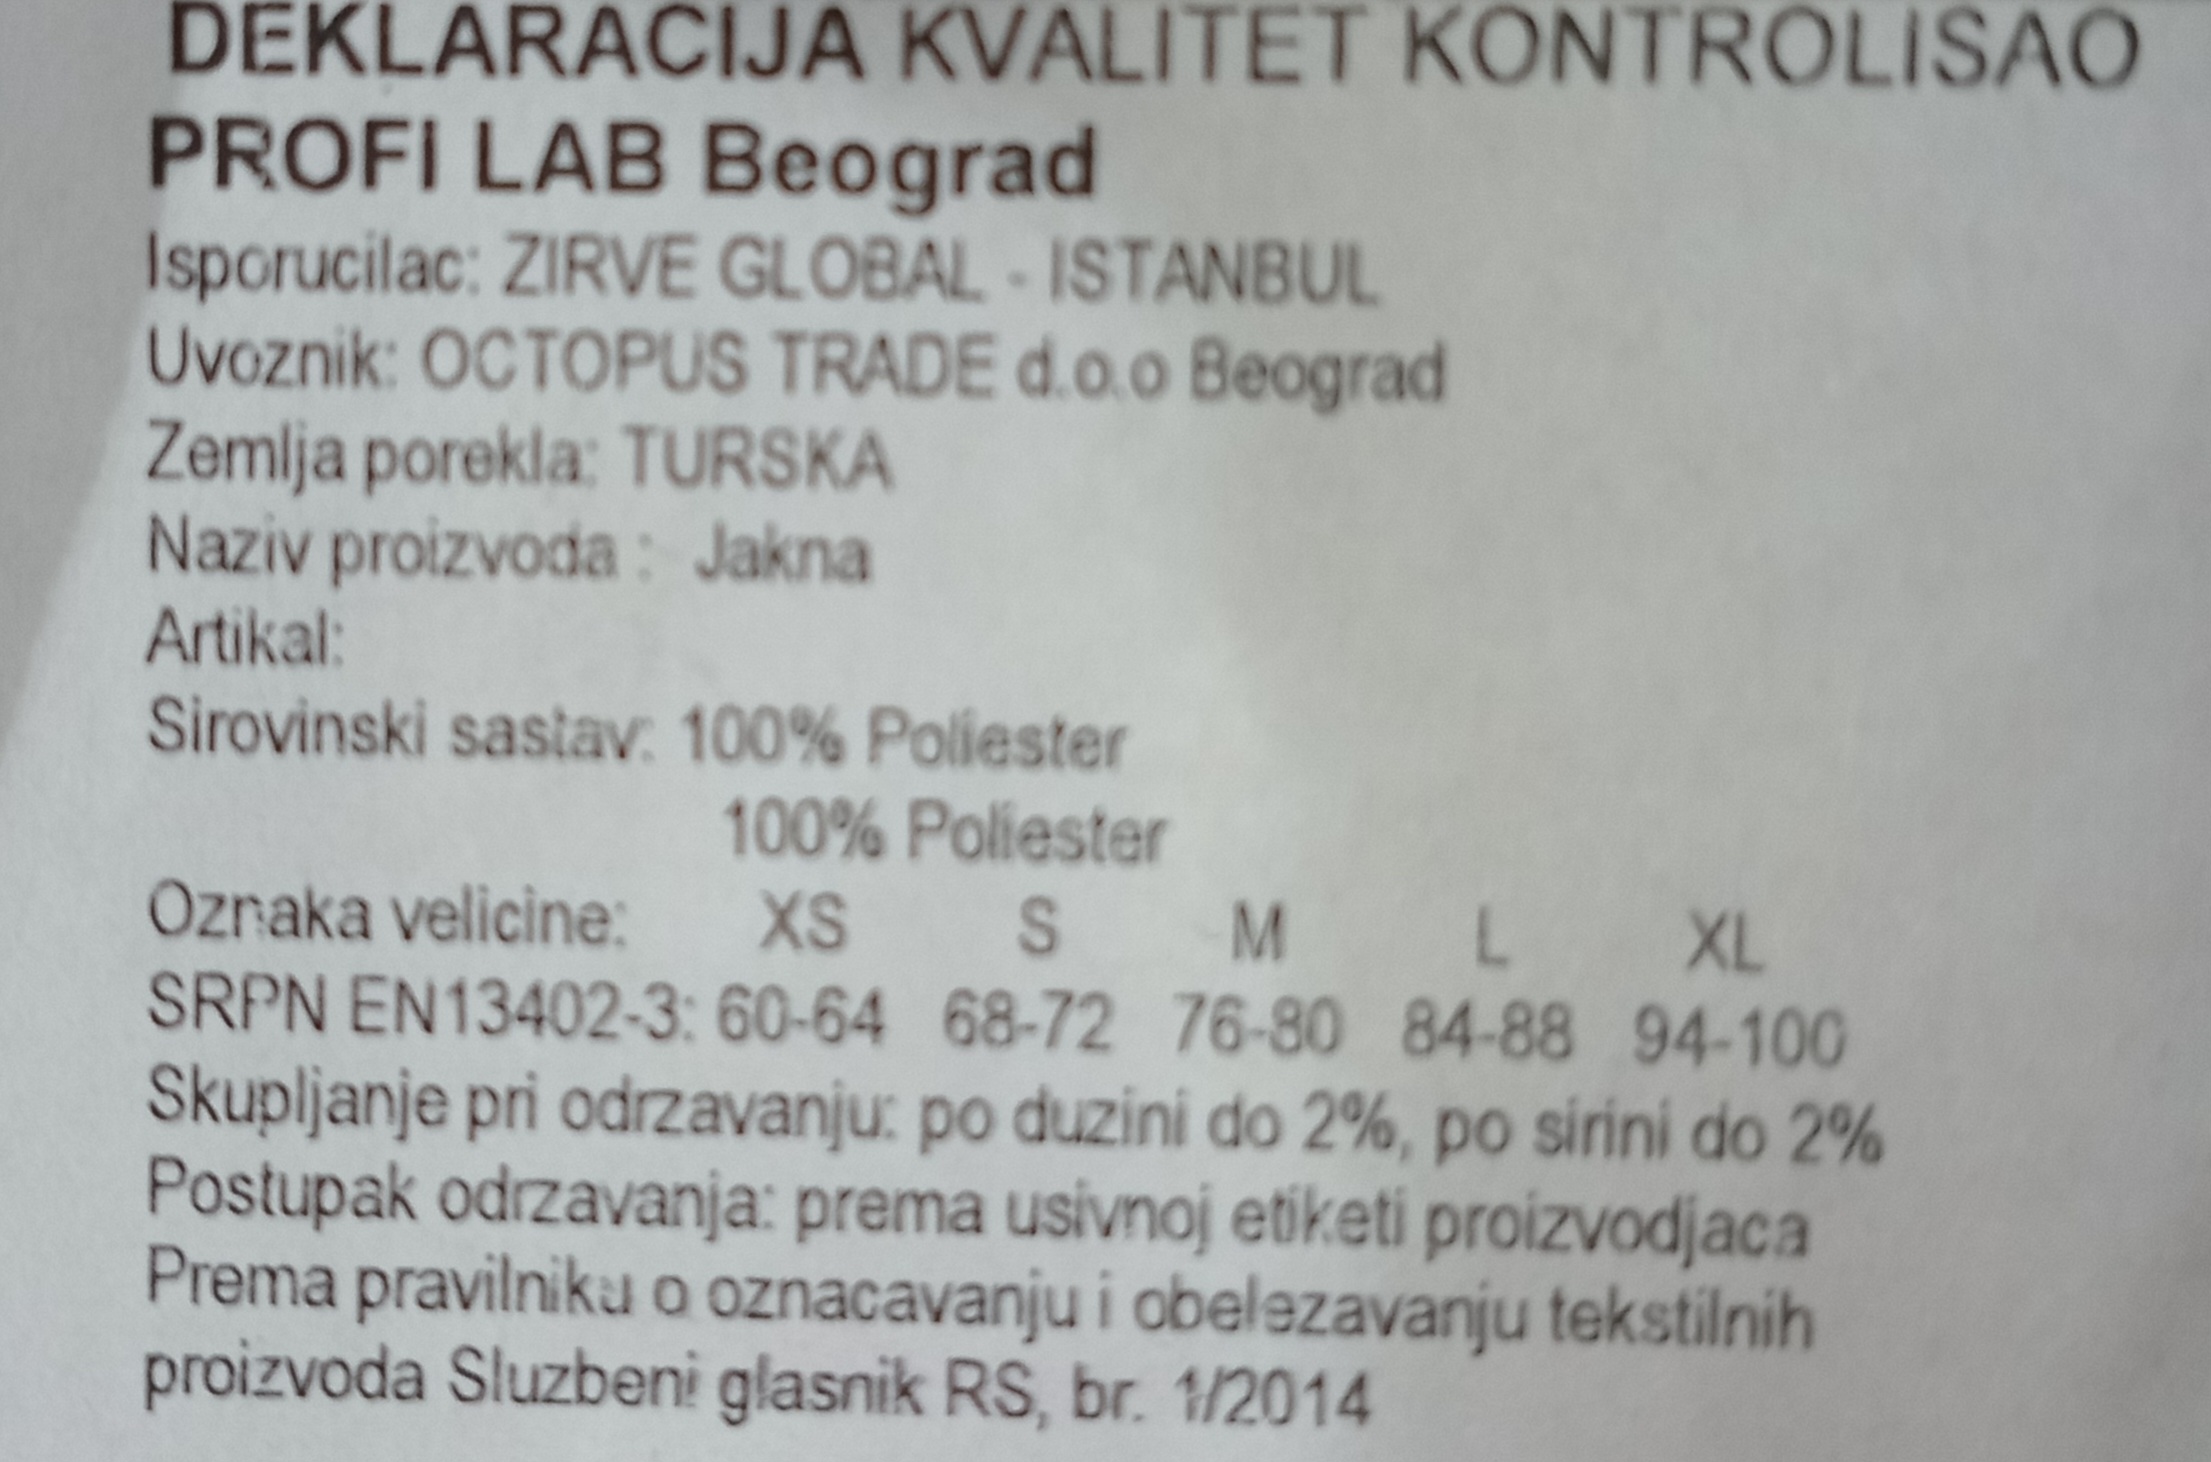 DEKLARACIJA KVALITET KONTROLISAO
PROFI LAB Beograd
Isporucilac: ZIRVE GLOBAL - ISTANBUL
Uvoznik: OCTOPUS TRADE d.o.o Beograd
Zemlja porekla: TURSKA
Naziv proizvoda : Jakna
Artikal:
Sirovinski sastav: 100% Poliester
100% Poliester
Oznaka velicine: XS S M L XL
SRPN EN13402-3: 60-64 68-72 76-80 84-88 94-100
Skupljanje pri odrzavanju: po duzini do 2%, po sirini do 2%
Postupak odrzavanja: prema usivnoj etiketi proizvodjaca
Prema pravilniku o oznacavanju i obelezavanju tekstilnih
proizvoda Sluzbeni glasnik RS, br. 1/2014